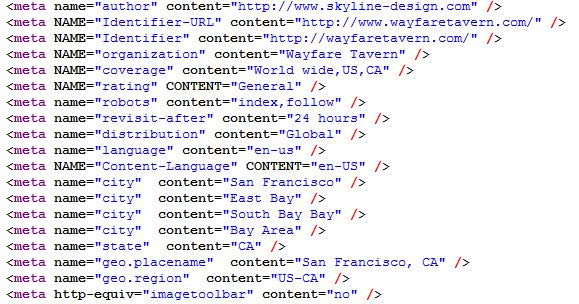 <meta name="author" content="http://www.skyline-design.com" />
<meta NAME="Identifier-URL" content="http://www.wayfaretavern.com/" />
<meta NAME="Identifier" content="http://wayfaretavern.com/" />
<meta NAME="organization" content="Wayfare Tavern" />
<meta NAME="coverage" content="World wide,US,CA" />
<meta NAME="rating" CONTENT="General" />
<meta name="robots" content="index,follow" />
<meta name="revisit-after" content="24 hours" />
<meta name="distribution" content="Global" />
<meta name="language" content="en-us" />
<meta NAME="Content-Language" CONTENT="en-US" />
<meta name="city"  content="San Francisco" />
<meta name="city"  content="East Bay" />
<meta name="city"  content="South Bay Bay" />
<meta name="city"  content="Bay Area" />
<meta name="state"  content="CA" />
<meta name="geo.placename"  content="San Francisco, CA" />
<meta name="geo.region"  content="US-CA" />
<meta http-equiv="imagetoolbar" content="no" />